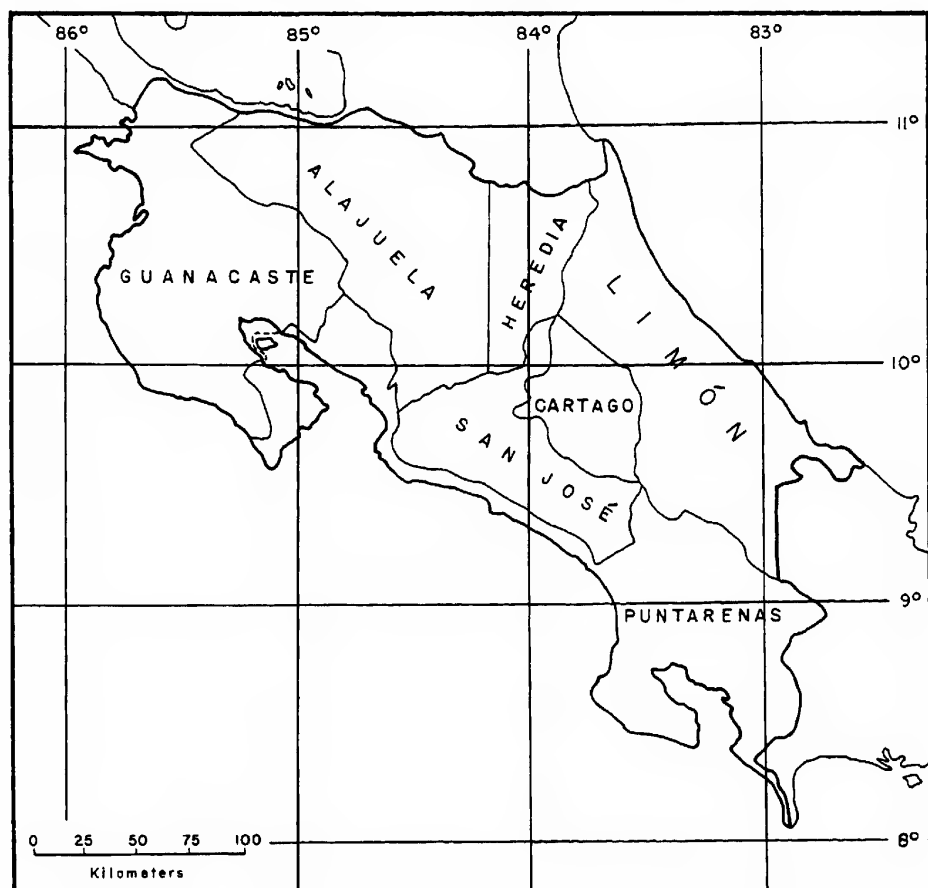 86° 85° 84° 83°
11°
ALAJUELA
HEREDIA
GUANACASTE
LIMÓN
10°
CARTAGO
SAN JOSÉ
9°
PUNTARENAS
0 25 50 75 100
Kilometers
8°